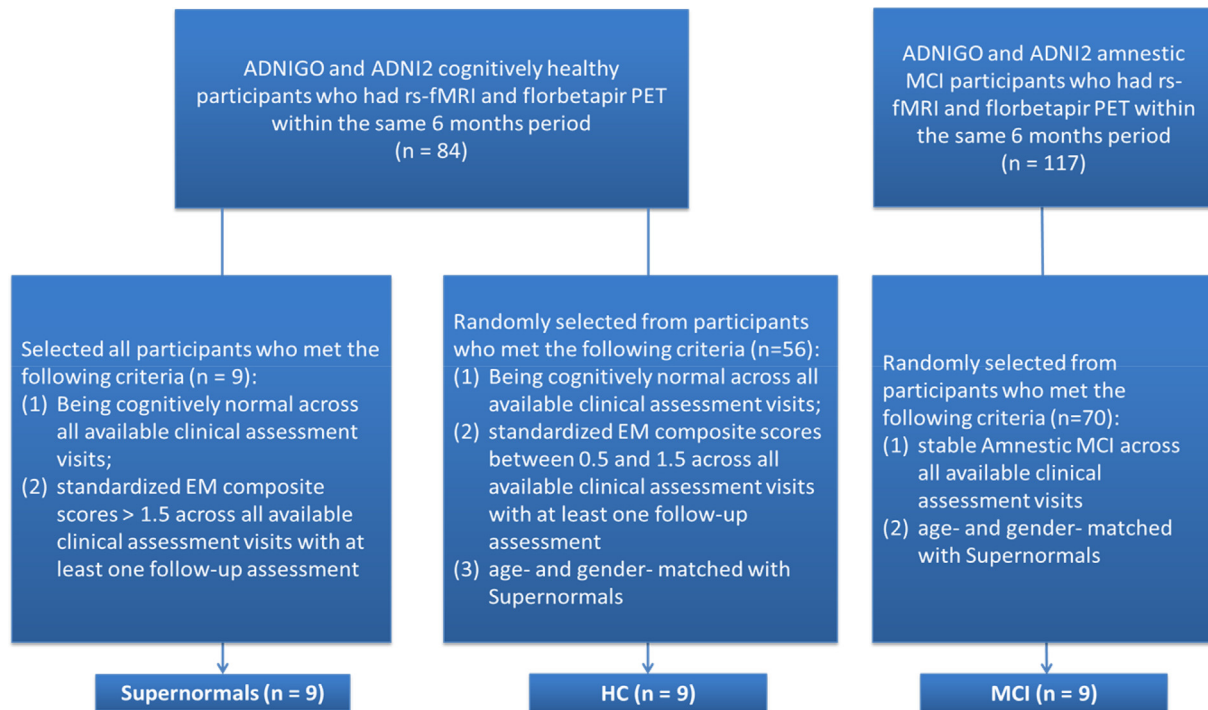 ADNIGO and ADNI2 cognitively healthy
participants who had rs-fMRI and florbetapir PET
within the same 6 months period
(n = 84)
ADNIGO and ADNI2 amnestic
MCI participants who had rs-
fMRI and florbetapir PET within
the same 6 months period
(n = 117)
Selected all participants who met the
following criteria (n = 9):
(1) Being cognitively normal across
all available clinical assessment
visits;
(2) standardized EM composite
scores > 1.5 across all available
clinical assessment visits with at
least one follow-up assessment
Randomly selected from participants
who met the following criteria (n=56):
(1) Being cognitively normal across all
available clinical assessment visits;
(2) standardized EM composite scores
between 0.5 and 1.5 across all
available clinical assessment visits
with at least one follow-up
assessment
(3) age- and gender- matched with
Supernormals
Randomly selected from
participants who met the
following criteria (n=70):
(1) stable Amnestic MCI across
all available clinical
assessment visits
(2) age- and gender- matched
with Supernormals
Supernormals (n = 9)
HC (n = 9)
MCI (n = 9)